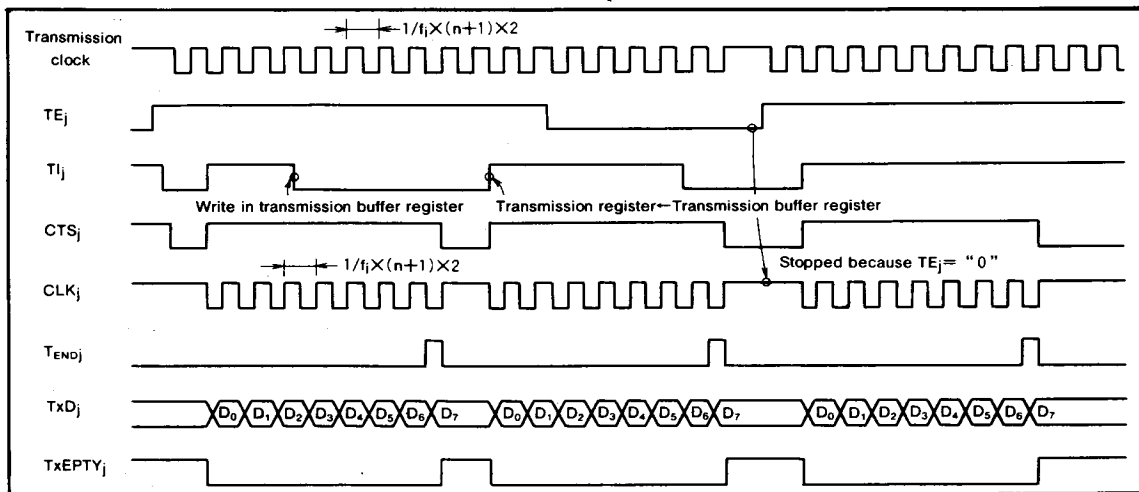 Transmission clock
1/fj×(n+1)×2
TEj
TIj
Write in transmission buffer register
Transmission register←Transmission buffer register
CTSj
Stopped because TEj= “0”
1/fj×(n+1)×2
CLKj
TENDj
TxDj
D0 D1 D2 D3 D4 D5 D6 D7 D0 D1 D2 D3 D4 D5 D6 D7 D0 D1 D2 D3 D4 D5 D6 D7
TxEPTYj